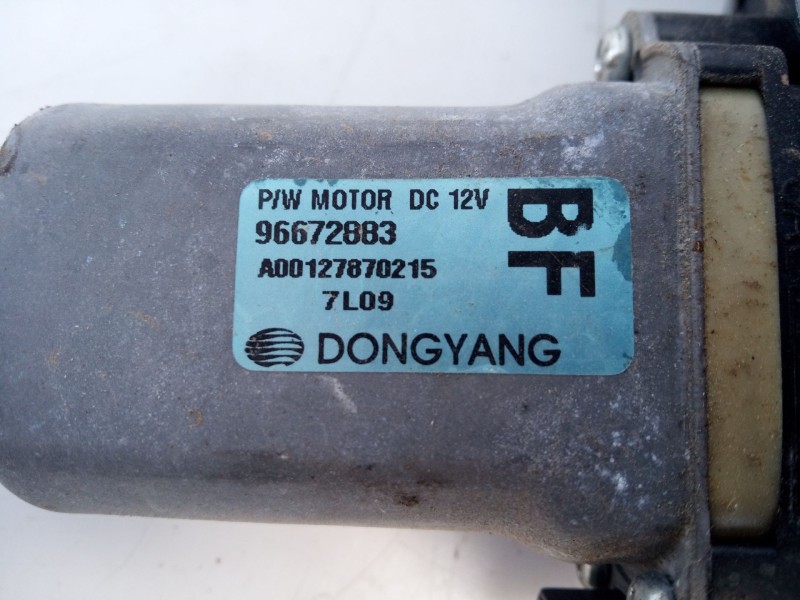 P/W MOTOR DC 12V
96672883
A00127870215
7L09
DONGYANG
BF